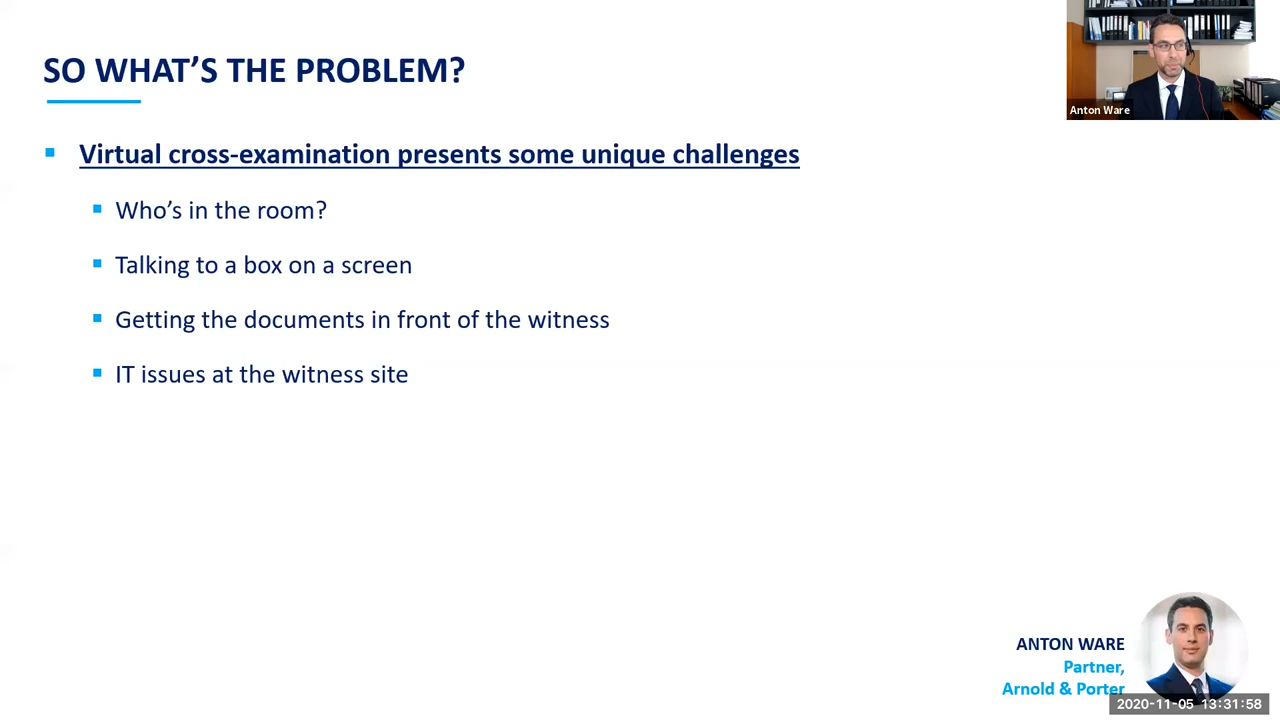 SO WHAT'S THE PROBLEM?
Anton Ware
Virtual cross-examination presents some unique challenges
Who's in the room?
Talking to a box on a screen
Getting the documents in front of the witness
IT issues at the witness site
ANTON WARE
Partner,
Arnold & Porter
2020-11-05 13:31:58